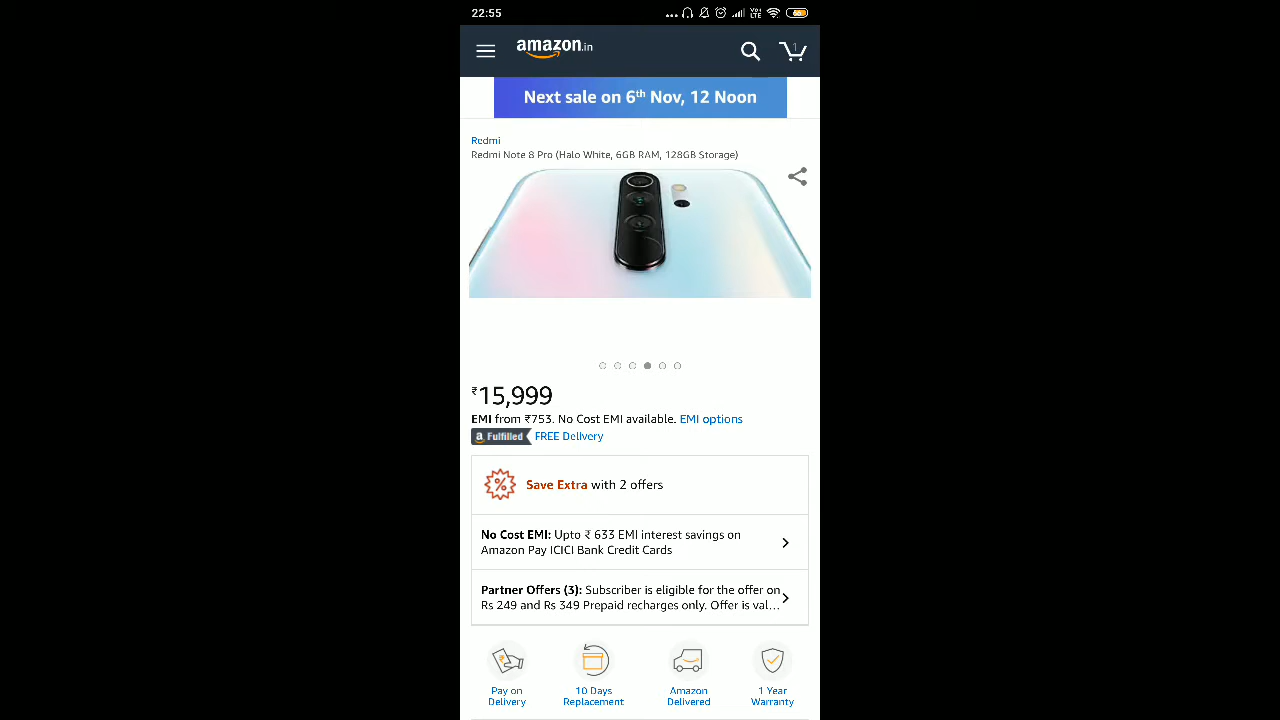 22:55
Vo) LTE
66
amazon.in
1
Next sale on 6th Nov, 12 Noon
Redmi
Redmi Note 8 Pro (Halo White, 6GB RAM, 128GB Storage)
₹15,999
EMI from ₹753. No Cost EMI available. EMI options
a Fulfilled FREE Delivery
% Save Extra with 2 offers
No Cost EMI: Upto ₹ 633 EMI interest savings on
Amazon Pay ICICI Bank Credit Cards
Partner Offers (3): Subscriber is eligible for the offer on
Rs 249 and Rs 349 Prepaid recharges only. Offer is val...
Pay on
Delivery
10 Days
Replacement
Amazon
Delivered
1 Year
Warranty